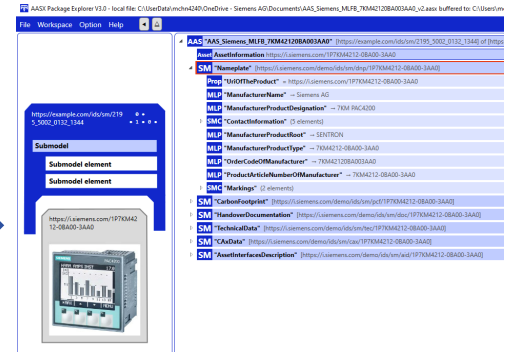 AASX Package Explorer V3.0 - local file: C:\UserData\mchn4240\OneDrive - Siemens AG\Documents\AAS_Siemens_MLFB_7KM42120BA003AA0_v2.aasx buffered to: C:\Users\m
File Workspace Option Help
https://example.com/ids/sm/219
5_5002_0132_1344
Submodel
Submodel element
Submodel element
https://i.siemens.com/1P7KM42
12-0BA00-3AA0
AAS "AAS_Siemens_MLFB_7KM42120BA003AA0" [https://example.com/ids/sm/2195_5002_0132_1344] of [https
Asset AssetInformation https://i.siemens.com/1P7KM4212-0BA00-3AA0
SM "Nameplate" [https://i.siemens.com/demo/ids/sm/dnp/1P7KM4212-0BA00-3AA0]
Prop "UriOfTheProduct" = https://i.siemens.com/1P7KM4212-0BA00-3AA0
MLP "ManufacturerName" → Siemens AG
MLP "ManufacturerProductDesignation" → 7KM PAC4200
SMC "ContactInformation" (5 elements)
MLP "ManufacturerProductRoot" → SENTRON
MLP "ManufacturerProductType" → 7KM4212-0BA00-3AA0
MLP "OrderCodeOfManufacturer" → 7KM42120BA003AA0
MLP "ProductArticleNumberOfManufacturer" → 7KM4212-0BA00-3AA0
SMC "Markings" (2 elements)
SM "CarbonFootprint" [https://i.siemens.com/demo/ids/sm/pcf/1P7KM4212-0BA00-3AA0]
SM "HandoverDocumentation" [https://i.siemens.com/demo/ids/sm/doc/1P7KM4212-0BA00-3AA0]
SM "TechnicalData" [https://i.siemens.com/demo/ids/sm/tec/1P7KM4212-0BA00-3AA0]
SM "CAxData" [https://i.siemens.com/demo/ids/sm/cax/1P7KM4212-0BA00-3AA0]
SM "AssetInterfacesDescription" [https://i.siemens.com/demo/ids/sm/aid/1P7KM4212-0BA00-3AA0]